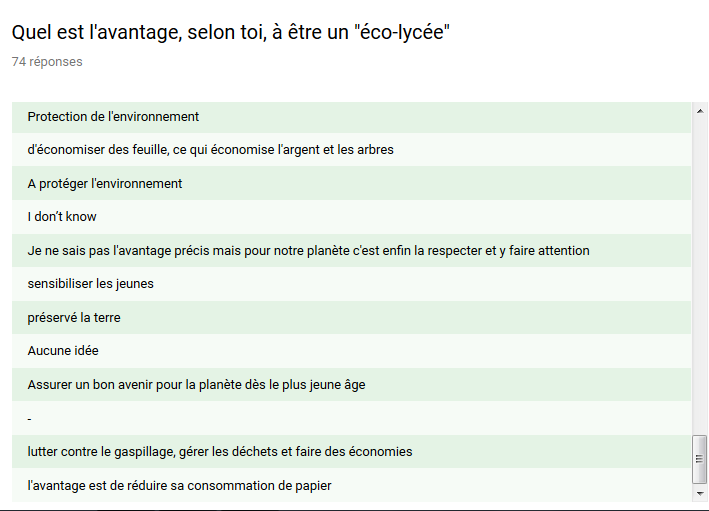 Quel est l'avantage, selon toi, à être un "éco-lycée"
74 réponses
Protection de l'environnement
d'économiser des feuille, ce qui économise l'argent et les arbres
A protéger l'environnement
I don't know
Je ne sais pas l'avantage précis mais pour notre planète c'est enfin la respecter et y faire attention
sensibiliser les jeunes
préservé la terre
Aucune idée
Assurer un bon avenir pour la planète dès le plus jeune âge
-
lutter contre le gaspillage, gérer les déchets et faire des économies
l'avantage est de réduire sa consommation de papier